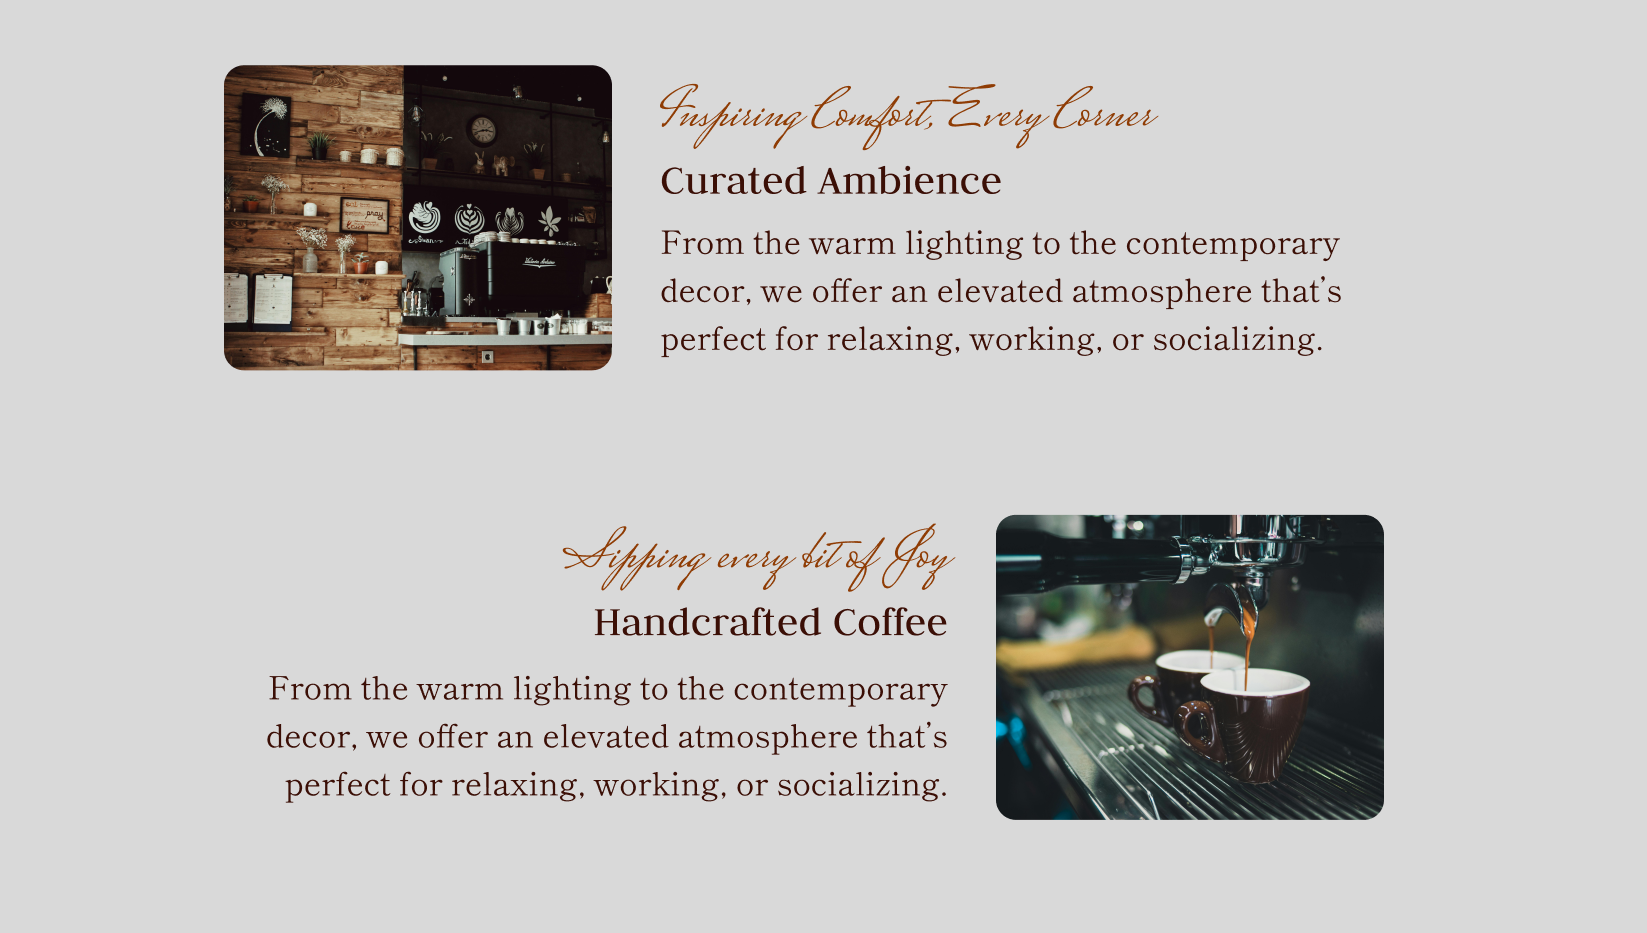 Inspiring Comfort, Every Corner
Curated Ambience
From the warm lighting to the contemporary
decor, we offer an elevated atmosphere that’s
perfect for relaxing, working, or socializing.
Sipping every bit of Joy
Handcrafted Coffee
From the warm lighting to the contemporary
decor, we offer an elevated atmosphere that’s
perfect for relaxing, working, or socializing.